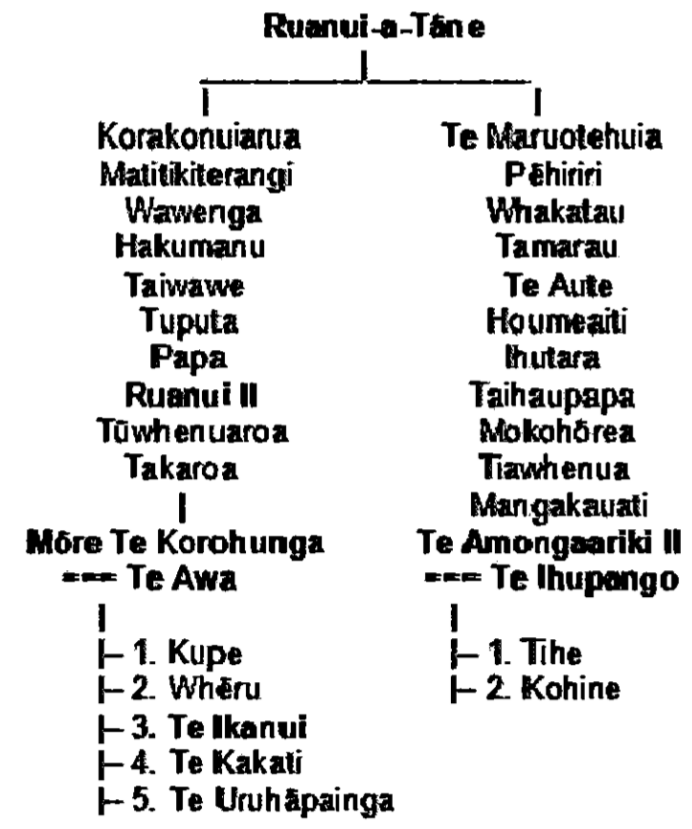 Ruanui-a-Tāne
Korakonuiarua
Matitikiterangi
Wawenga
Hakumanu
Taiwawe
Tuputa
Papa
Ruanui II
Tūwhenuaroa
Takaroa
Mōre Te Korohunga
=== Te Awa
1. Kupe
2. Whēru
3. Te Ikanui
4. Te Kakati
5. Te Uruhāpainga
Te Maruotehuia
Pēhiriri
Whakatau
Tamarau
Te Aute
Houmeaiti
Ihutara
Taihaupapa
Mokohōrea
Tiawhenua
Mangakauati
Te Amongaariki II
=== Te Ihupango
1. Tihe
2. Kohine